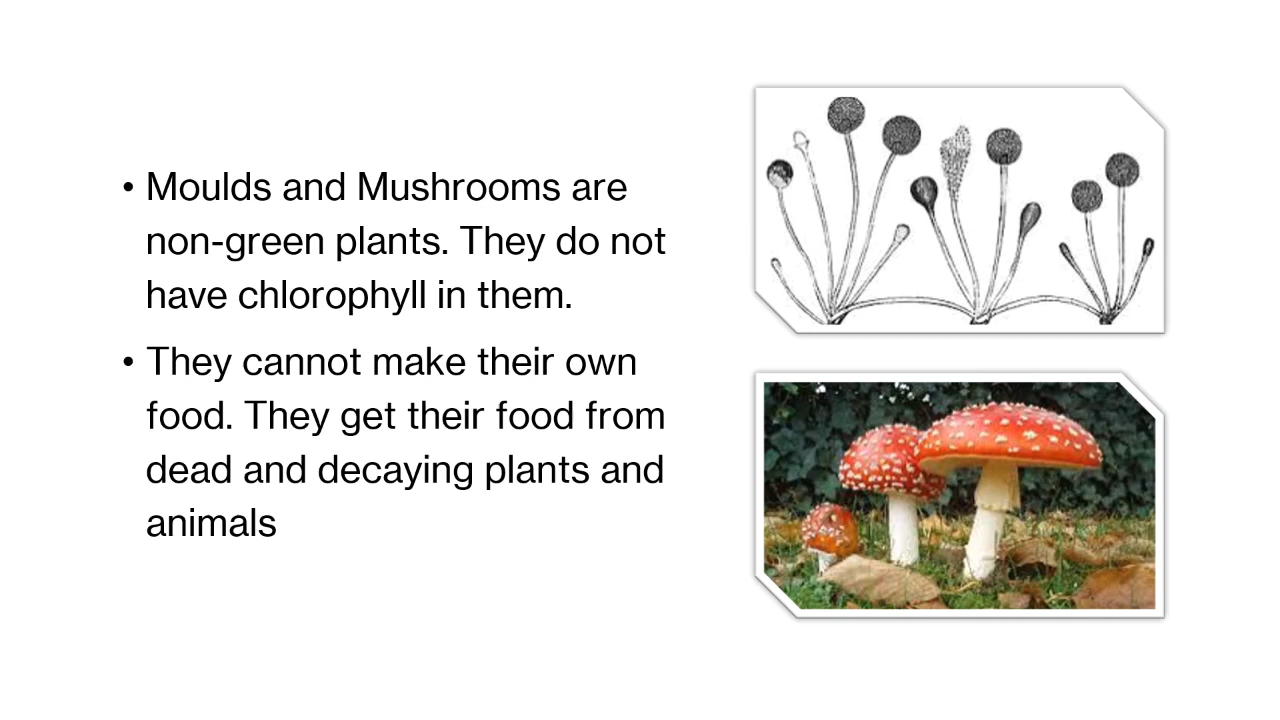 • Moulds and Mushrooms are
non-green plants. They do not
have chlorophyll in them.
• They cannot make their own
food. They get their food from
dead and decaying plants and
animals